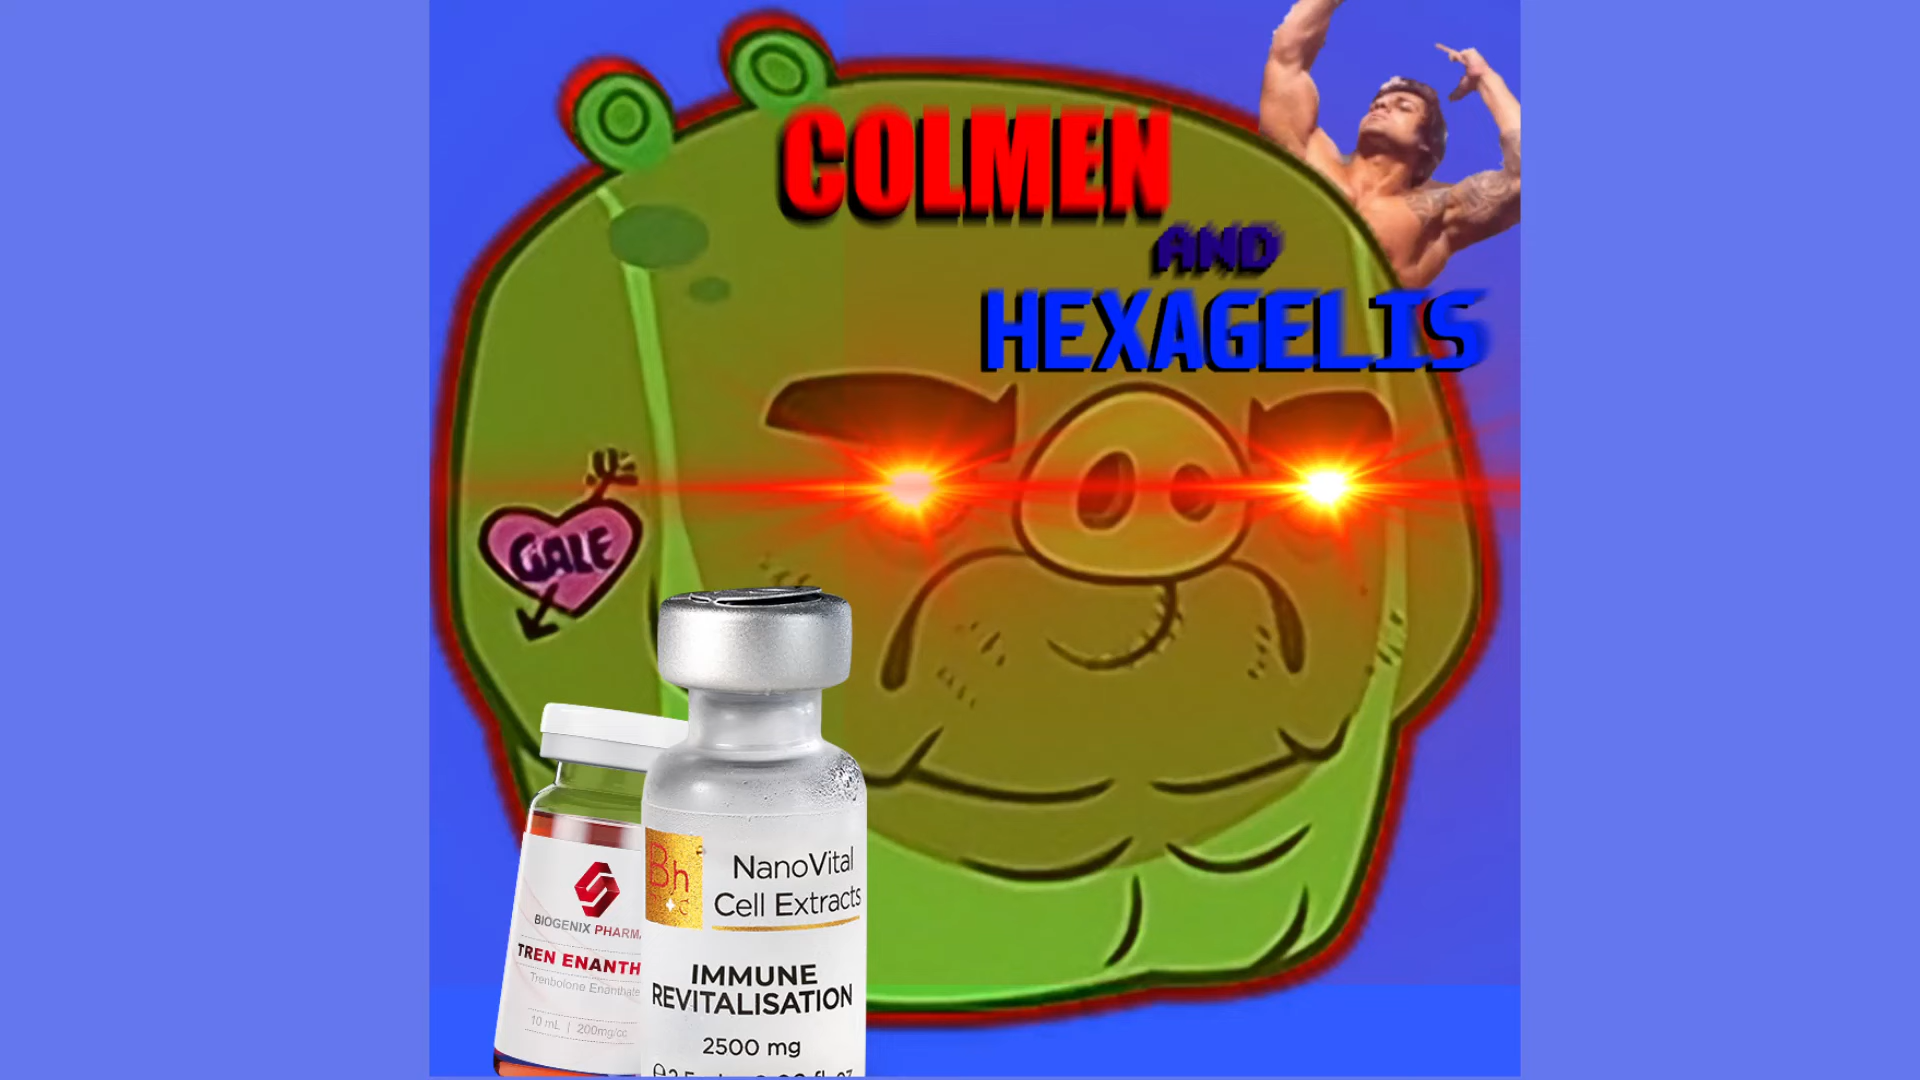 COLMEN
AND
HEXAGELIS
GALE
BIOGENIX PHARMA
TREN ENANTH
Trenbolone Enanthate
10 mL | 200mg/cc
Bh
NanoVital
Cell Extracts
IMMUNE
REVITALISATION
2500 mg